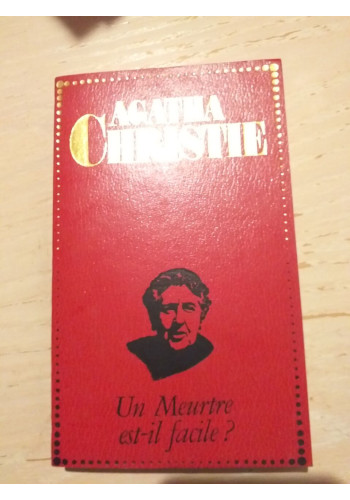 AGATHA
CHRISTIE
Un Meurtre
est-il facile ?